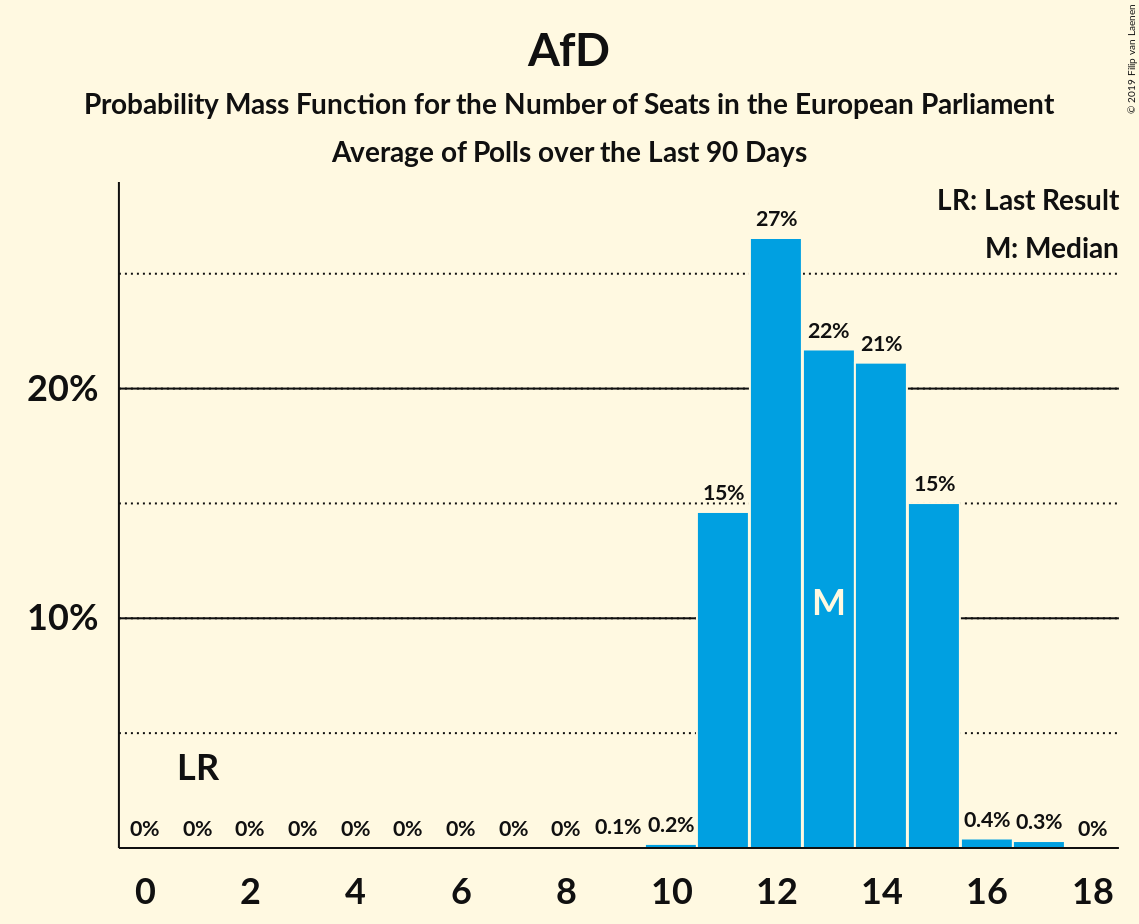 AfD
Probability Mass Function for the Number of Seats in the European Parliament
Average of Polls over the Last 90 Days
© 2019 Filip van Laenen
LR: Last Result
M: Median
27%
22%
21%
20%
15%
15%
10%
M
LR
0% 0% 0% 0% 0% 0% 0% 0% 0% 0.1% 0.2% 0.4% 0.3% 0%
0 2 4 6 8 10 12 14 16 18